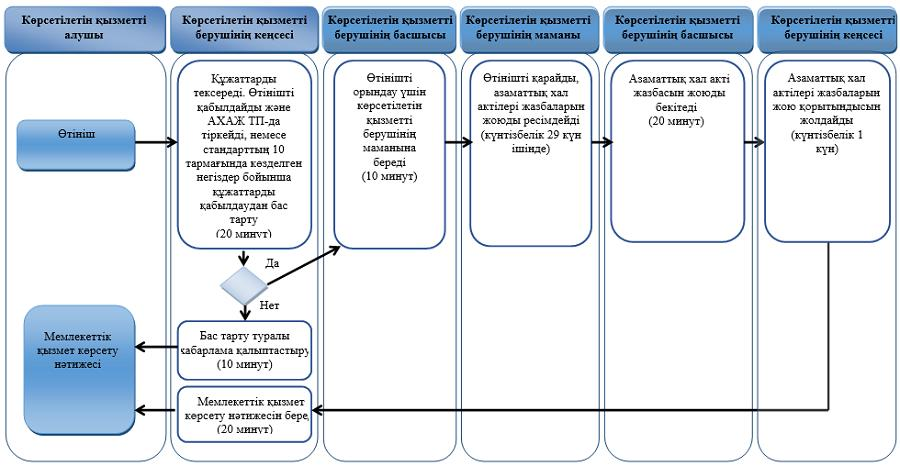 Көрсетілетін қызметті
алушы
Көрсетілетін қызметті
берушінің кеңсесі
Көрсетілетін қызметті
берушінің басшысы
Көрсетілетін қызметті
берушінің маманы
Көрсетілетін қызметті
берушінің басшысы
Көрсетілетін қызметті
берушінің кеңсесі
Өтініш
Құжаттарды
тексереді. Өтінішті
қабылдайды және
АХАЖ ТП-да
тіркейді, немесе
стандарттың 10
тармағында көзделген
негіздер бойынша
құжаттарды
қабылдаудан бас
тарту
(20 минут)
Өтінішті
орындау үшін
көрсетілетін
қызметті
берушінің
маманына
береді
(10 минут)
Өтінішті қарайды,
азаматтық хал
актілері жазбаларын
жоюды ресімдейді
(күнтізбелік 29 күн
ішінде)
Азаматтық хал акті
жазбасын жоюды
бекітеді
(20 минут)
Азаматтық хал
актілері жазбаларын
жою қорытындысын
жолдайды
(күнтізбелік 1
күн)
Да
Нет
Мемлекеттік
қызмет көрсету
нәтижесі
Бас тарту туралы
хабарлама қалыптастыру
(10 минут)
Мемлекеттік қызмет
көрсету нәтижесін беред
(20 минут)